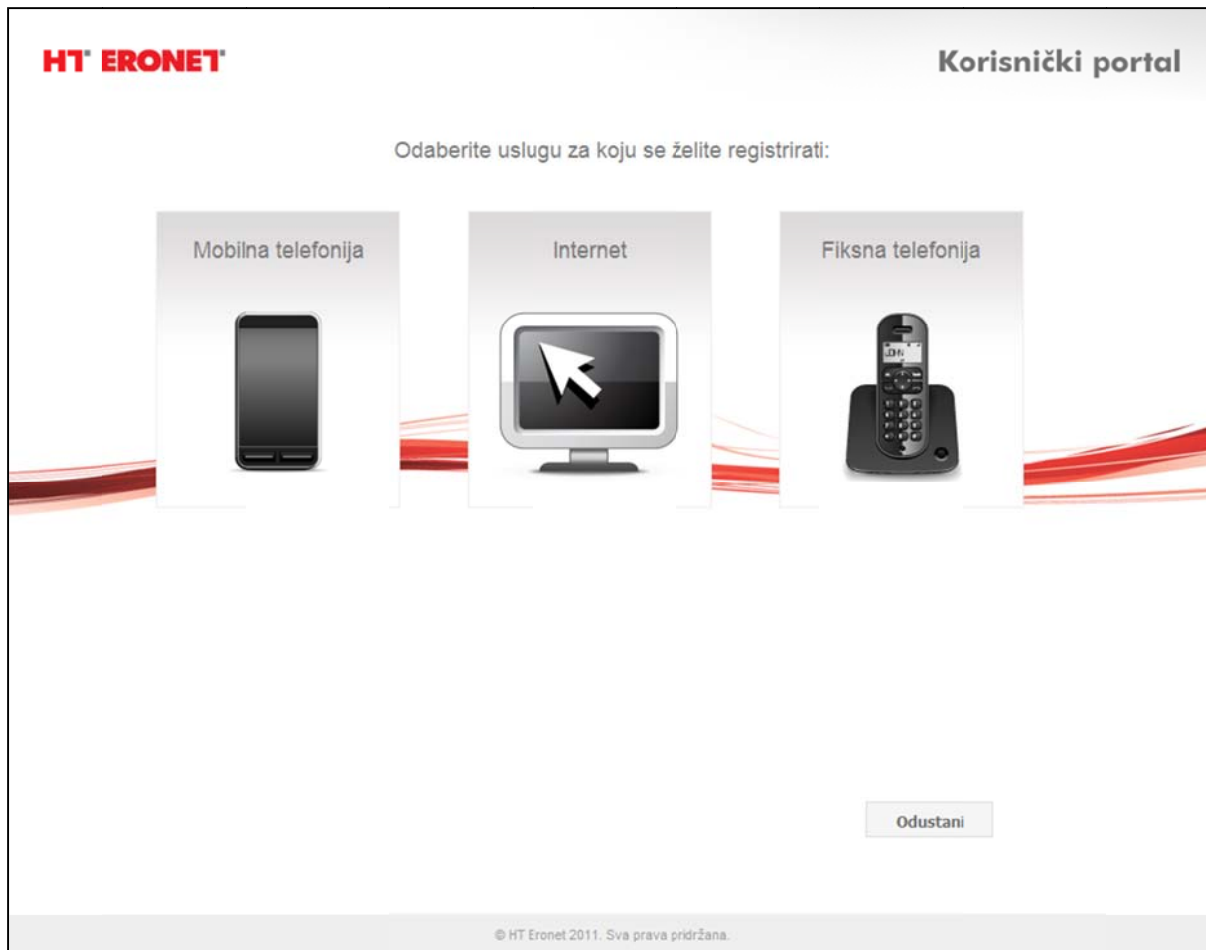 HT ERONET
Korisnički portal
Odaberite uslugu za koju se želite registrirati:
Mobilna telefonija
Internet
Fiksna telefonija
JOHN
Odustani
© HT Eronet 2011. Sva prava pridržana.